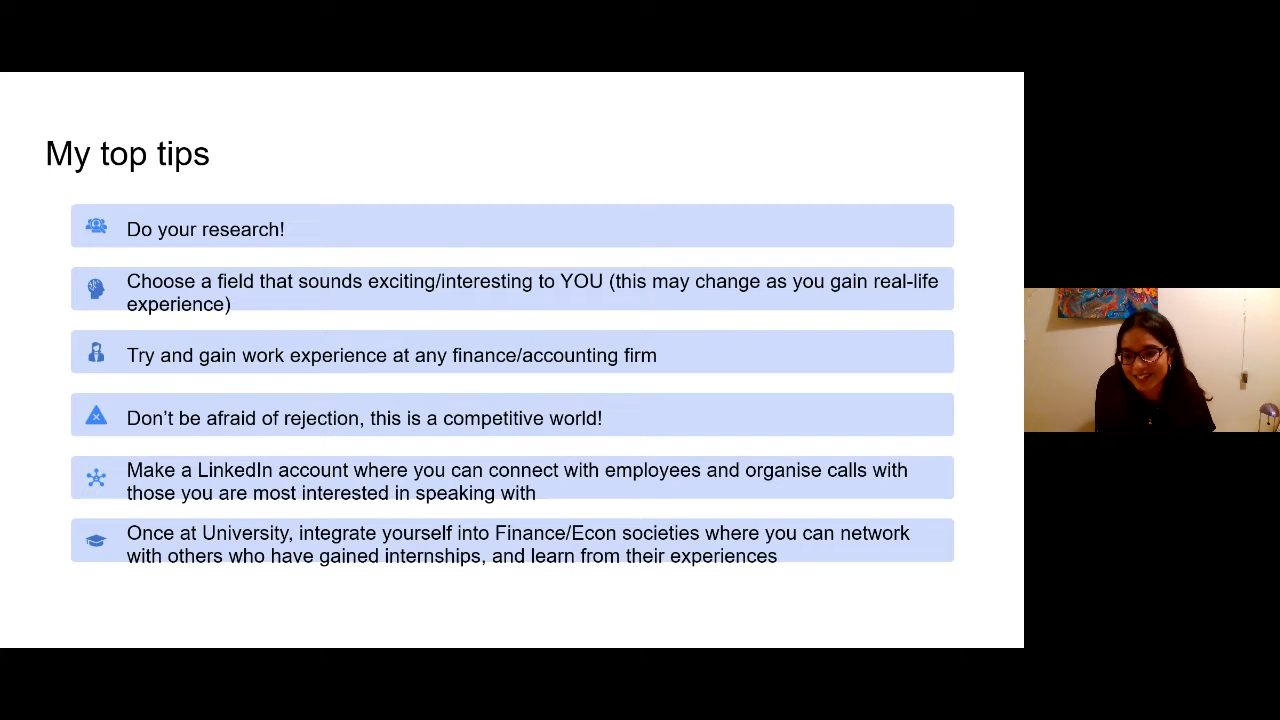 My top tips
Do your research!
Choose a field that sounds exciting/interesting to YOU (this may change as you gain real-life
experience)
Try and gain work experience at any finance/accounting firm
Don’t be afraid of rejection, this is a competitive world!
Make a LinkedIn account where you can connect with employees and organise calls with
those you are most interested in speaking with
Once at University, integrate yourself into Finance/Econ societies where you can network
with others who have gained internships, and learn from their experiences